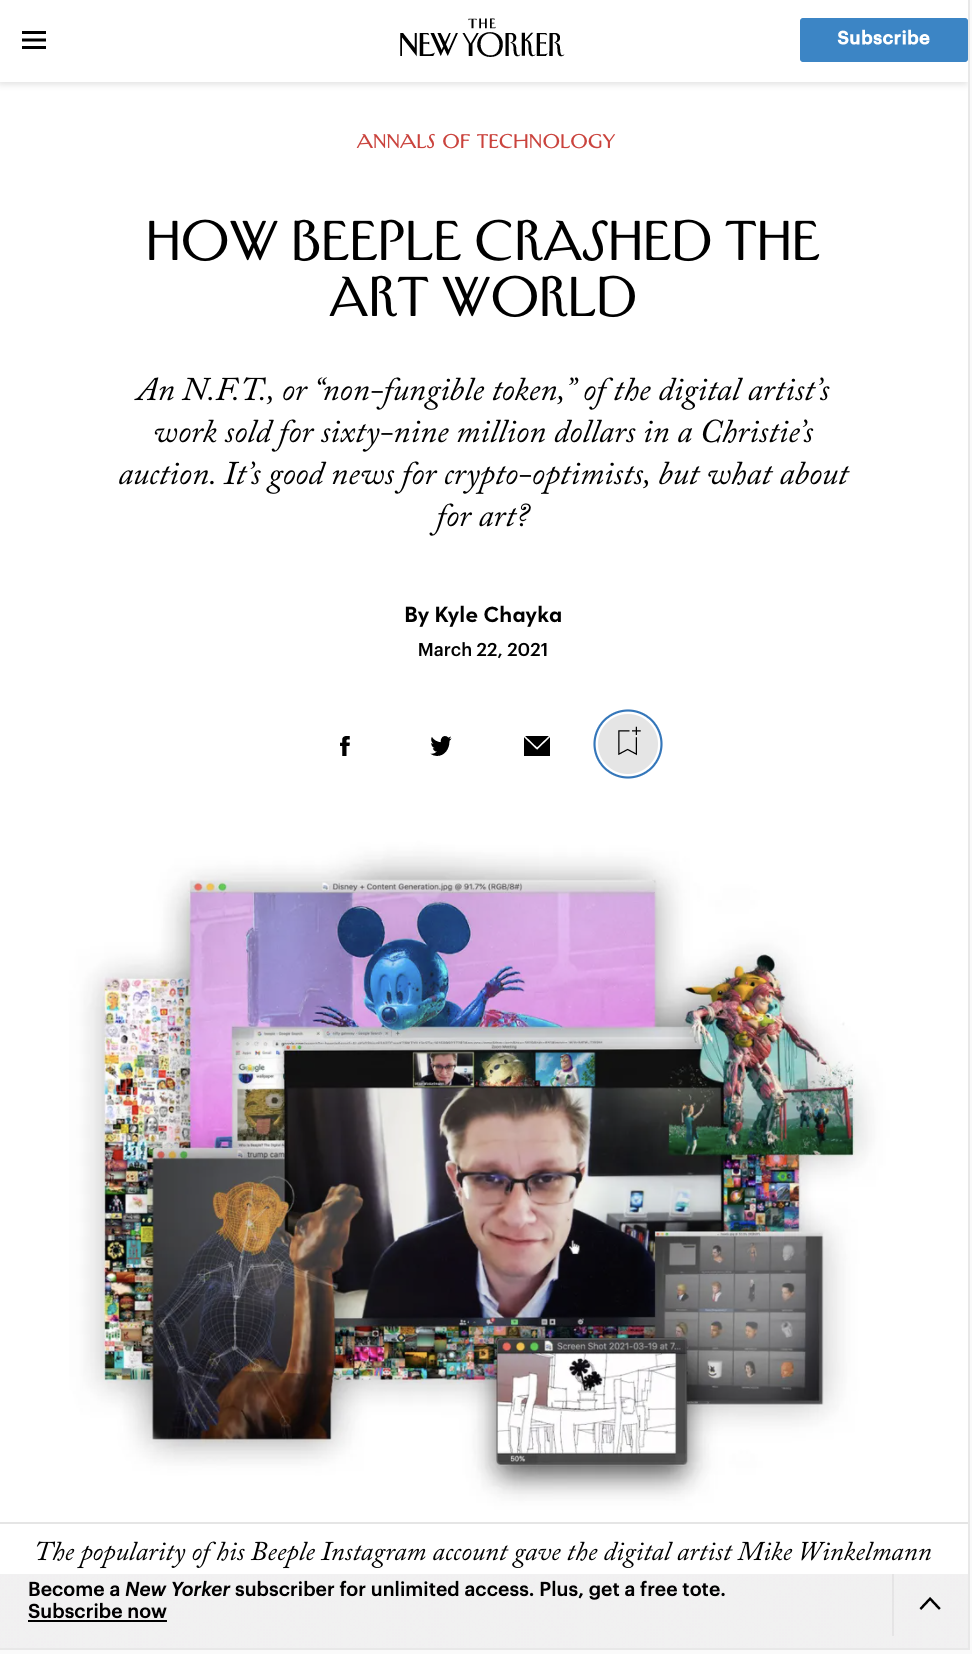 THE
NEW YORKER
Subscribe
ANNALS OF TECHNOLOGY
HOW BEEPLE CRASHED THE
ART WORLD
An N.F.T., or “non-fungible token,” of the digital artist’s
work sold for sixty-nine million dollars in a Christie’s
auction. It’s good news for crypto-optimists, but what about
for art?
By Kyle Chayka
March 22, 2021
Disney + Content Generation.jpg @ 91.7% (RGB/8#)
Google
wallpaper
trump cam
Screen Shot 2021-03-19 at 7...
50%
The popularity of his Beeple Instagram account gave the digital artist Mike Winkelmann
Become a New Yorker subscriber for unlimited access. Plus, get a free tote.
Subscribe now